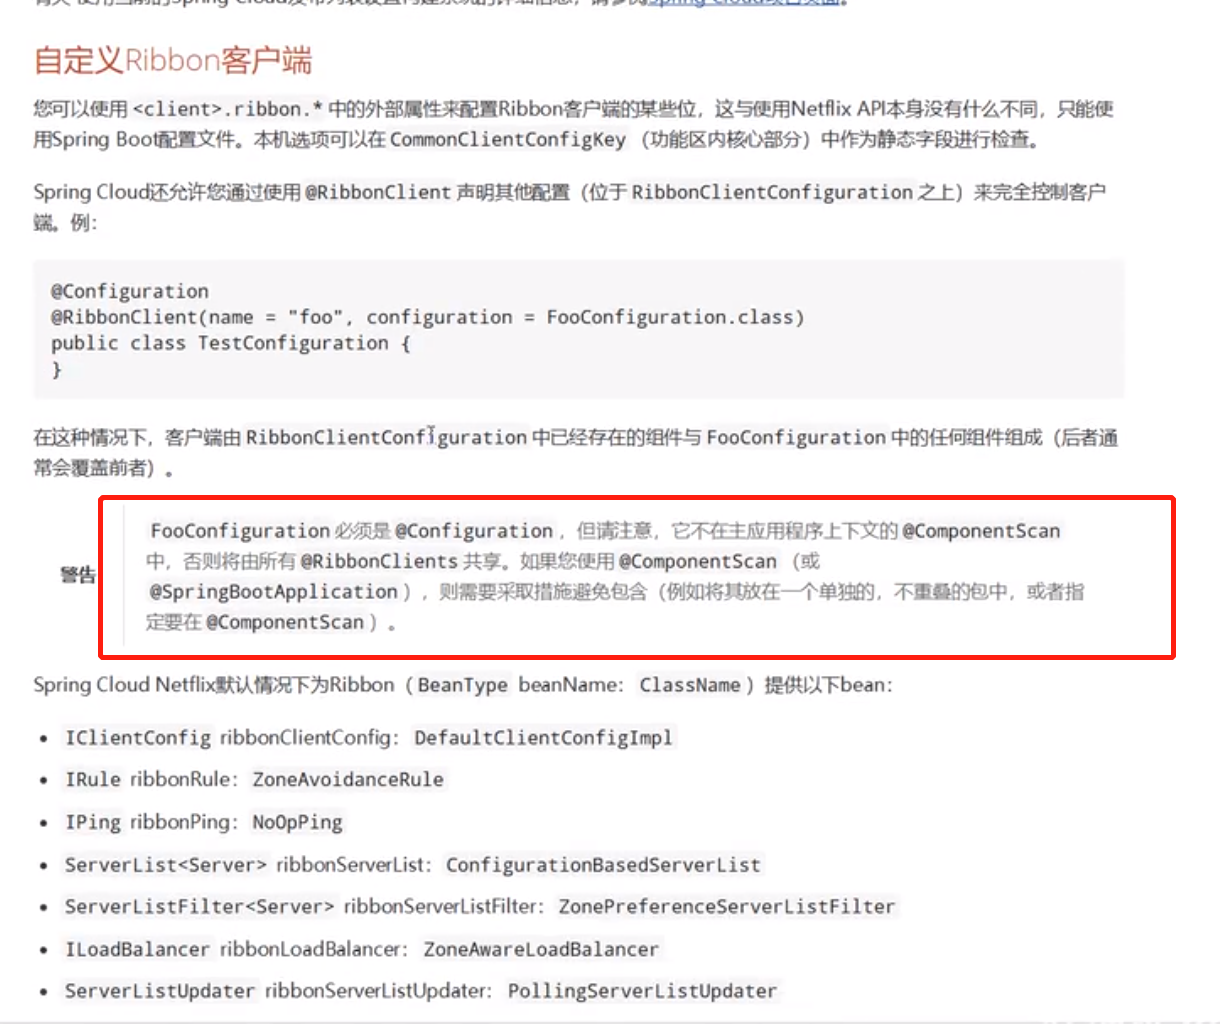 自定义Ribbon客户端
您可以使用 <client>.ribbon.* 中的外部属性来配置Ribbon客户端的某些位，这与使用Netflix API本身没有什么不同，只能使
用Spring Boot配置文件。本机选项可以在 CommonClientConfigKey （功能区内核心部分）中作为静态字段进行检查。
Spring Cloud还允许您通过使用 @RibbonClient 声明其他配置（位于 RibbonClientConfiguration 之上）来完全控制客户
端。例：
@Configuration
@RibbonClient(name = "foo", configuration = FooConfiguration.class)
public class TestConfiguration {
}
在这种情况下，客户端由 RibbonClientConfiguration 中已经存在的组件与 FooConfiguration 中的任何组件组成（后者通
常会覆盖前者）。
FooConfiguration 必须是 @Configuration ，但请注意，它不在主应用程序上下文的 @ComponentScan
中，否则将由所有 @RibbonClients 共享。如果您使用 @ComponentScan （或
警告
@SpringBootApplication ），则需要采取措施避免包含（例如将其放在一个单独的，不重叠的包中，或者指
定要在 @ComponentScan ）。
Spring Cloud Netflix默认情况下为Ribbon（ BeanType beanName： ClassName ）提供以下bean：
• IClientConfig ribbonClientConfig： DefaultClientConfigImpl
• IRule ribbonRule： ZoneAvoidanceRule
• IPing ribbonPing： NoOpPing
• ServerList<Server> ribbonServerList： ConfigurationBasedServerList
• ServerListFilter<Server> ribbonServerListFilter： ZonePreferenceServerListFilter
• ILoadBalancer ribbonLoadBalancer： ZoneAwareLoadBalancer
• ServerListUpdater ribbonServerListUpdater： PollingServerListUpdater